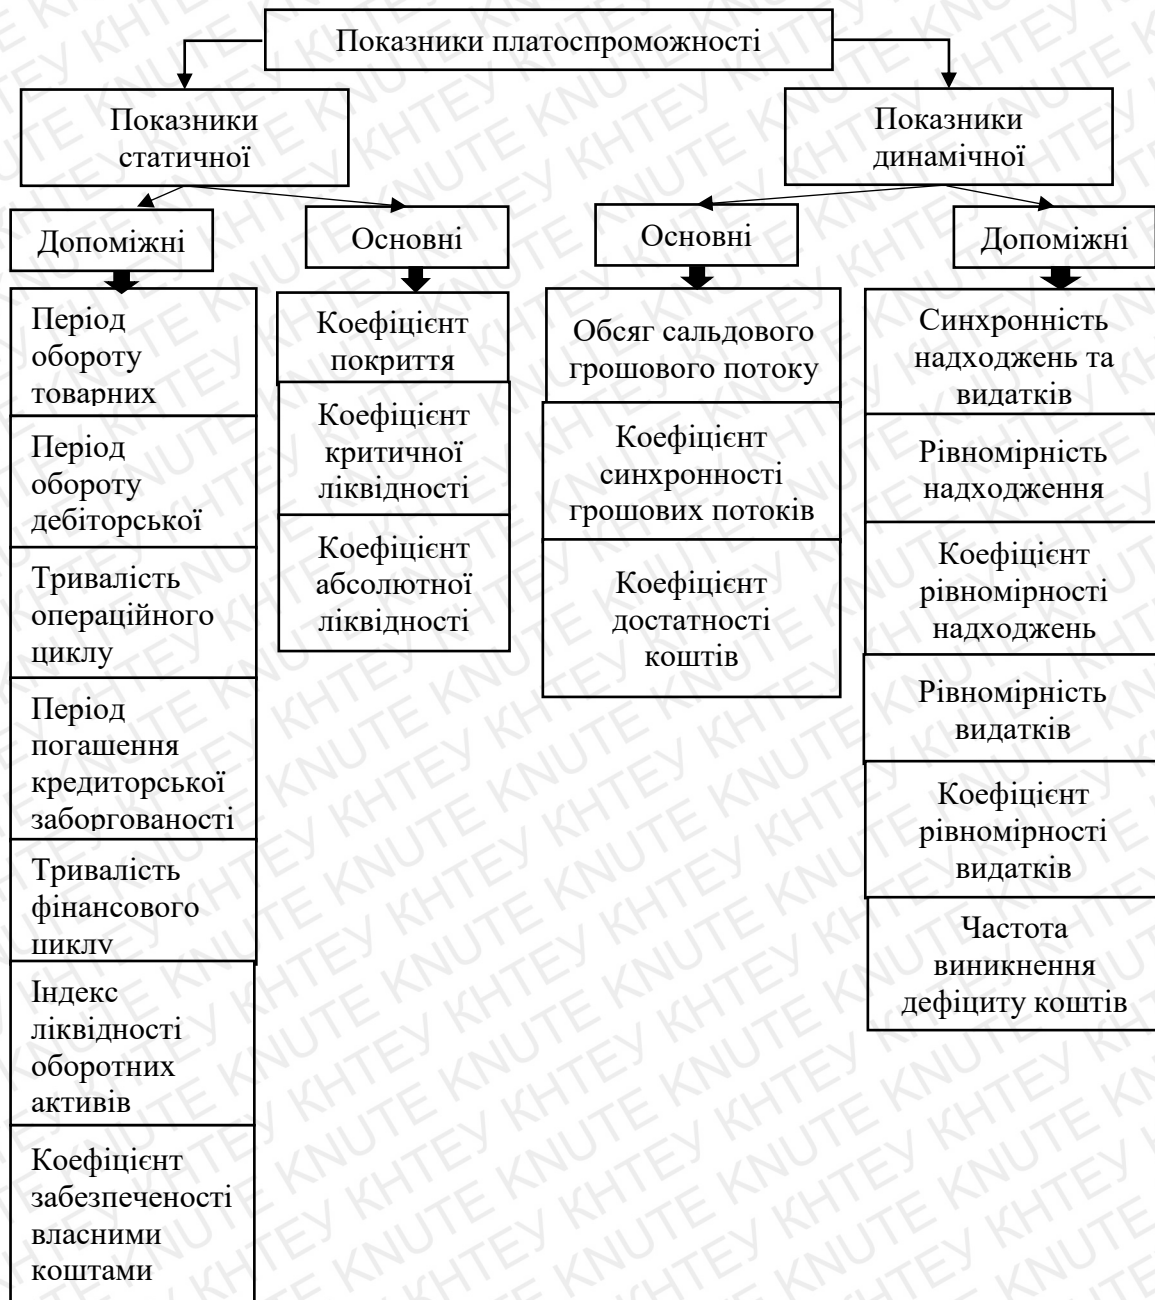 Показники платоспроможності
Показники
статичної
Показники
динамічної
Допоміжні
Основні
Основні
Допоміжні
Період
обороту
товарних
Період
обороту
дебіторської
Тривалість
операційного
циклу
Період
погашення
кредиторської
заборгованості
Тривалість
фінансового
циклу
Індекс
ліквідності
оборотних
активів
Коефіцієнт
забезпеченості
власними
коштами
Коефіцієнт
покриття
Коефіцієнт
критичної
ліквідності
Коефіцієнт
абсолютної
ліквідності
Обсяг сальдового
грошового потоку
Коефіцієнт
синхронності
грошових потоків
Коефіцієнт
достатності
коштів
Синхронність
надходжень та
видатків
Рівномірність
надходження
Коефіцієнт
рівномірності
надходжень
Рівномірність
видатків
Коефіцієнт
рівномірності
видатків
Частота
виникнення
дефіциту коштів